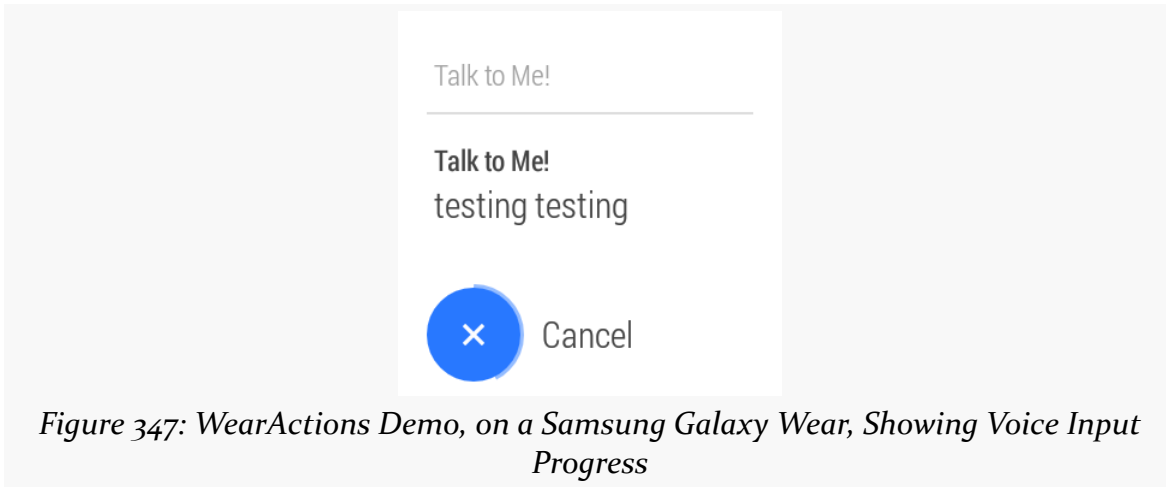 Talk to Me!
Talk to Me!
testing testing
Cancel
Figure 347: WearActions Demo, on a Samsung Galaxy Wear, Showing Voice Input
Progress